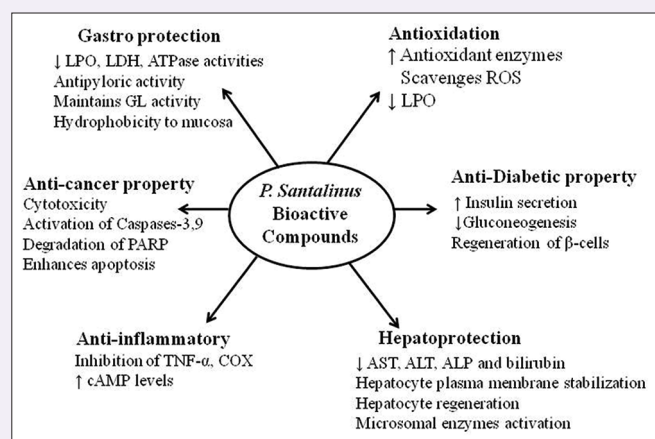 Gastro protection
↓ LPO, LDH, ATPase activities
Antipyloric activity
Maintains GL activity
Hydrophobicity to mucosa
Antioxidation
↑ Antioxidant enzymes
Scavenges ROS
↓ LPO
Anti-cancer property
Cytotoxicity
Activation of Caspases-3,9
Degradation of PARP
Enhances apoptosis
P. Santalinus
Bioactive
Compounds
Anti-Diabetic property
↑ Insulin secretion
↓Gluconeogenesis
Regeneration of β-cells
Anti-inflammatory
Inhibition of TNF-α, COX
↑ cAMP levels
Hepatoprotection
↓ AST, ALT, ALP and bilirubin
Hepatocyte plasma membrane stabilization
Hepatocyte regeneration
Microsomal enzymes activation